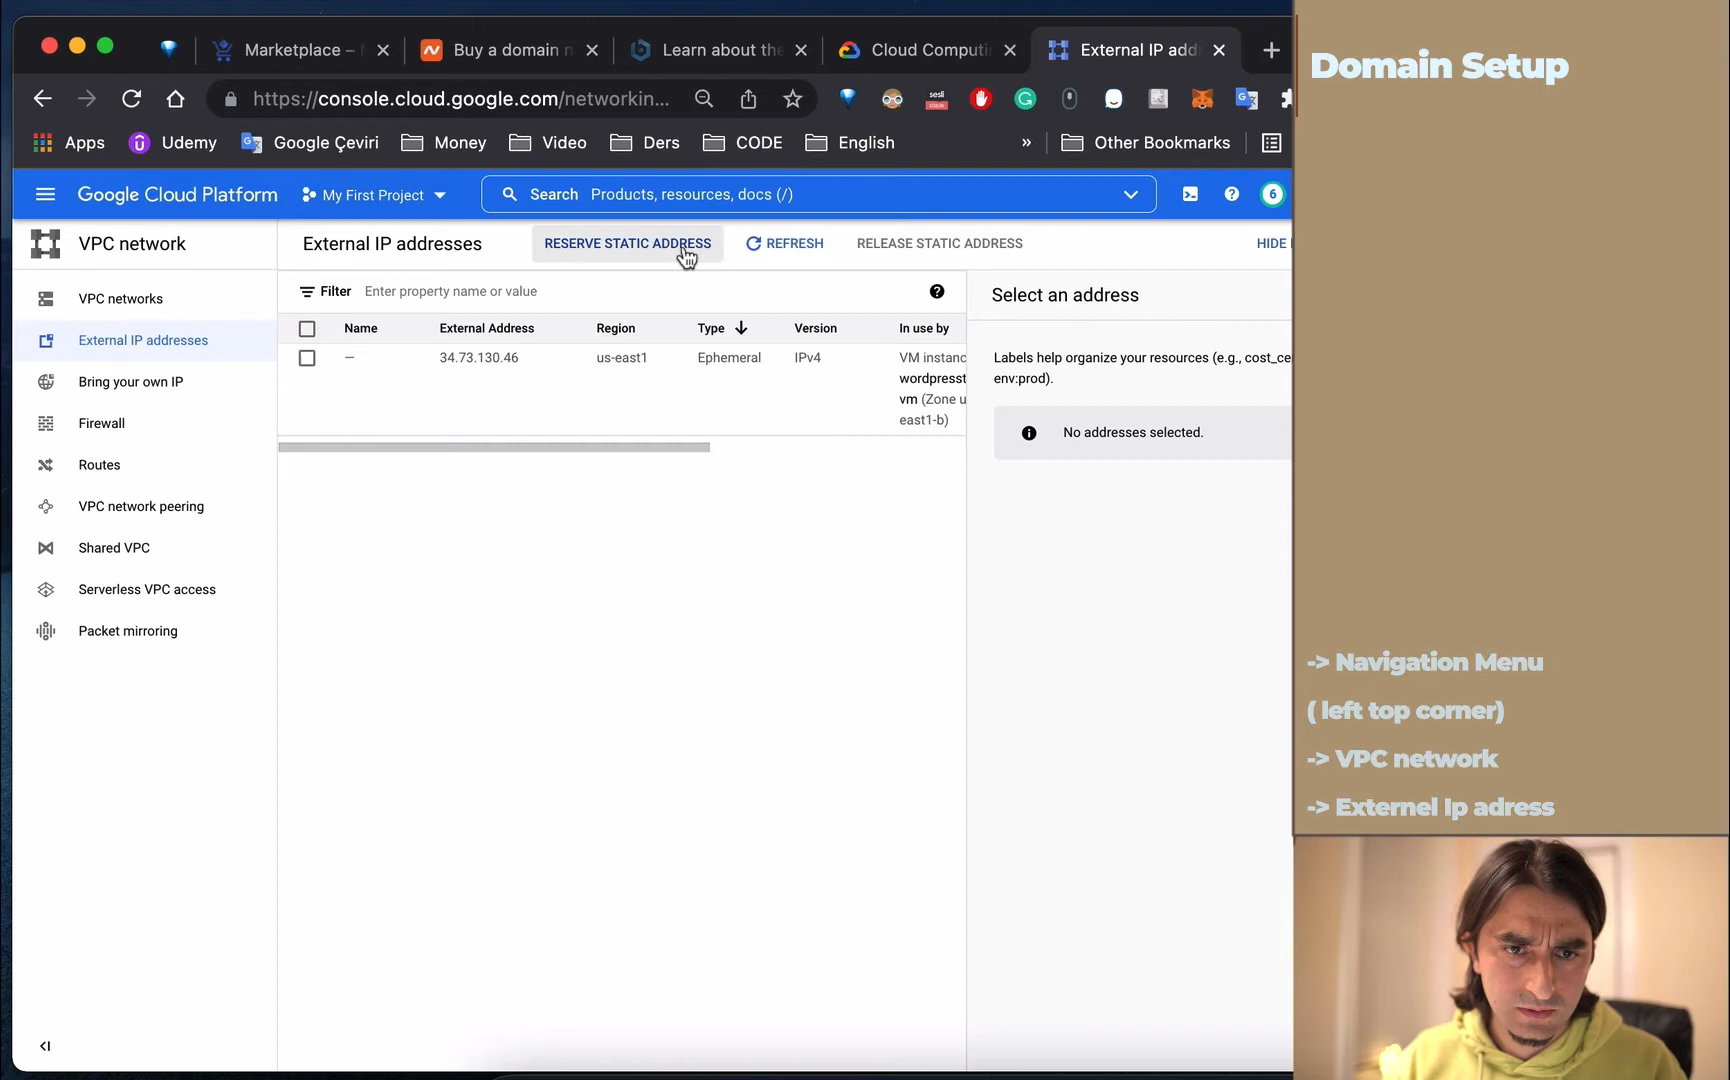 Marketplace –
Buy a domain n
Learn about the
Cloud Computi
External IP add
Domain Setup
https://console.cloud.google.com/networkin...
sesli
Apps
Udemy
Google Çeviri
Money
Video
Ders
CODE
English
»
Other Bookmarks
Google Cloud Platform
My First Project
Search Products, resources, docs (/)
6
VPC network
External IP addresses
RESERVE STATIC ADDRESS
REFRESH
RELEASE STATIC ADDRESS
HIDE
Filter Enter property name or value
Select an address
VPC networks
External IP addresses
Bring your own IP
Firewall
Routes
VPC network peering
Shared VPC
Serverless VPC access
Packet mirroring
Name External Address Region Type Version In use by
— 34.73.130.46 us-east1 Ephemeral IPv4 VM instanc
wordpresst
vm (Zone u
east1-b)
Labels help organize your resources (e.g., cost_ce
env:prod).
No addresses selected.
-> Navigation Menu
( left top corner)
-> VPC network
-> Externel Ip adress